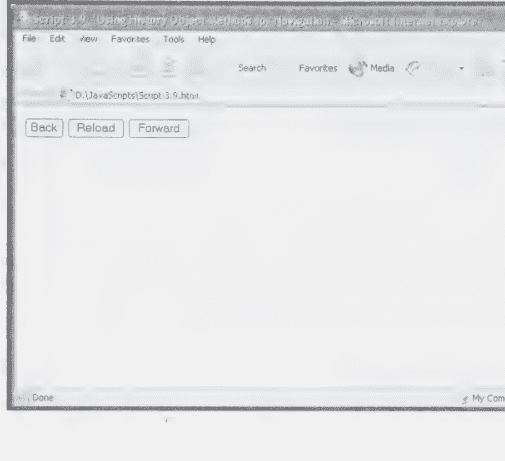 Script 3.9. Using History Object Methods for Navigation - Microsoft Internet Explorer
File Edit View Favorites Tools Help
Search Favorites Media
D:\JavaScripts\Script 3.9.html
Back Reload Forward
Done My Com